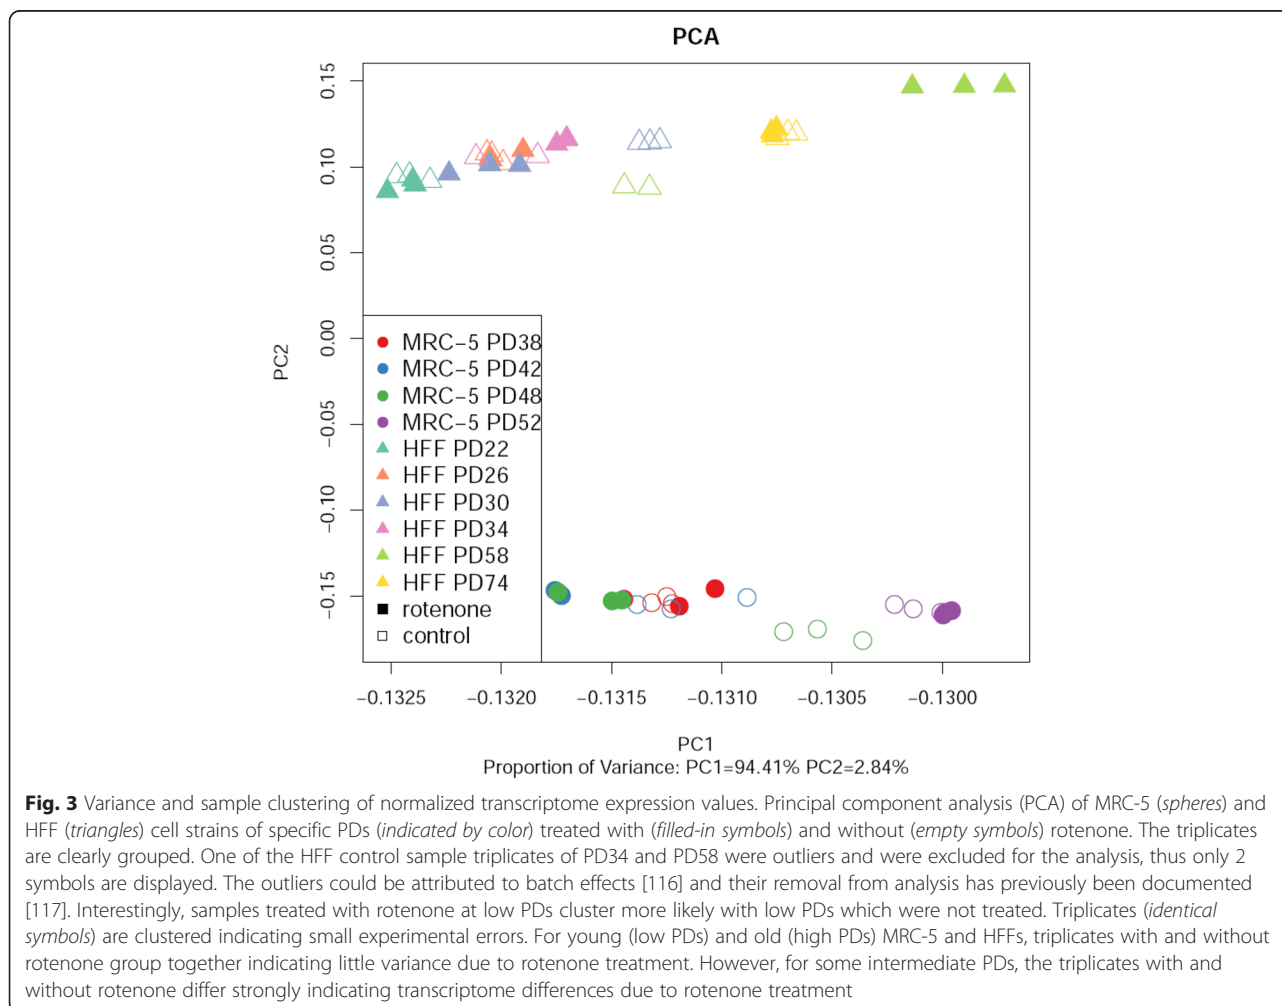 PCA
0.15
0.10
0.05
0.00
−0.05
−0.10
−0.15
PC2
MRC−5 PD38
MRC−5 PD42
MRC−5 PD48
MRC−5 PD52
HFF PD22
HFF PD26
HFF PD30
HFF PD34
HFF PD58
HFF PD74
rotenone
control
−0.1325 −0.1320 −0.1315 −0.1310 −0.1305 −0.1300
PC1
Proportion of Variance: PC1=94.41% PC2=2.84%
Fig. 3 Variance and sample clustering of normalized transcriptome expression values. Principal component analysis (PCA) of MRC-5 (spheres) and
HFF (triangles) cell strains of specific PDs (indicated by color) treated with (filled-in symbols) and without (empty symbols) rotenone. The triplicates
are clearly grouped. One of the HFF control sample triplicates of PD34 and PD58 were outliers and were excluded for the analysis, thus only 2
symbols are displayed. The outliers could be attributed to batch effects [116] and their removal from analysis has previously been documented
[117]. Interestingly, samples treated with rotenone at low PDs cluster more likely with low PDs which were not treated. Triplicates (identical
symbols) are clustered indicating small experimental errors. For young (low PDs) and old (high PDs) MRC-5 and HFFs, triplicates with and without
rotenone group together indicating little variance due to rotenone treatment. However, for some intermediate PDs, the triplicates with and
without rotenone differ strongly indicating transcriptome differences due to rotenone treatment